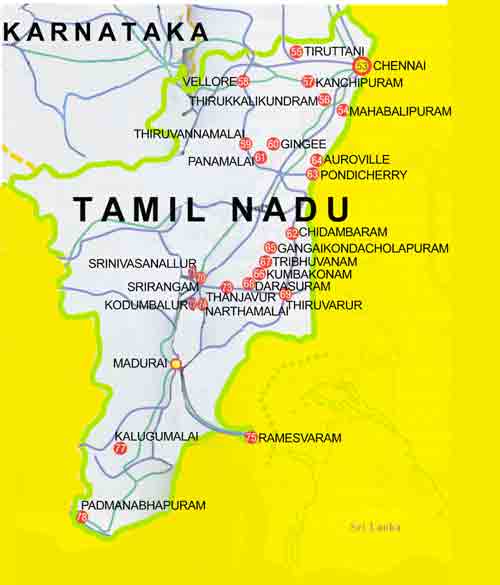 KARNATAKA
55
TIRUTTANI
53
CHENNAI
VELLORE
58
57
KANCHIPURAM
THIRUKKALIKUNDRAM
56
54
MAHABALIPURAM
THIRUVANNAMALAI
59
60
GINGEE
PANAMALAI
61
64
AUROVILLE
63
PONDICHERRY
TAMIL NADU
62
CHIDAMBARAM
65
GANGAIKONDACHOLAPURAM
67
TRIBHUVANAM
SRINIVASANALLUR
66
KUMBAKONAM
70
SRIRANGAM
73
68
DARASURAM
THANJAVUR
69
THIRUVARUR
KODUMBALUR
NARTHAMALAI
MADURAI
KALUGUMALAI
77
75
RAMESVARAM
PADMANABHAPURAM
78
Sri Lanka